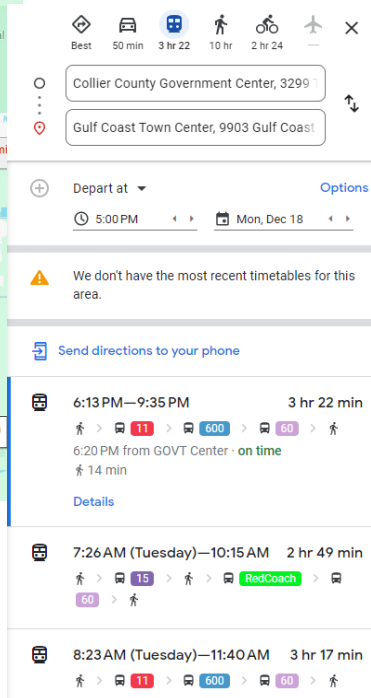 Best
50 min
3 hr 22
10 hr
2 hr 24
—
Collier County Government Center, 3299
Gulf Coast Town Center, 9903 Gulf Coast
Depart at
Options
5:00 PM
Mon, Dec 18
We don't have the most recent timetables for this
area.
Send directions to your phone
6:13 PM—9:35 PM 3 hr 22 min
11 600 60
6:20 PM from GOVT Center · on time
14 min
Details
7:26 AM (Tuesday)—10:15 AM 2 hr 49 min
15 RedCoach
60
8:23 AM (Tuesday)—11:40 AM 3 hr 17 min
11 600 60